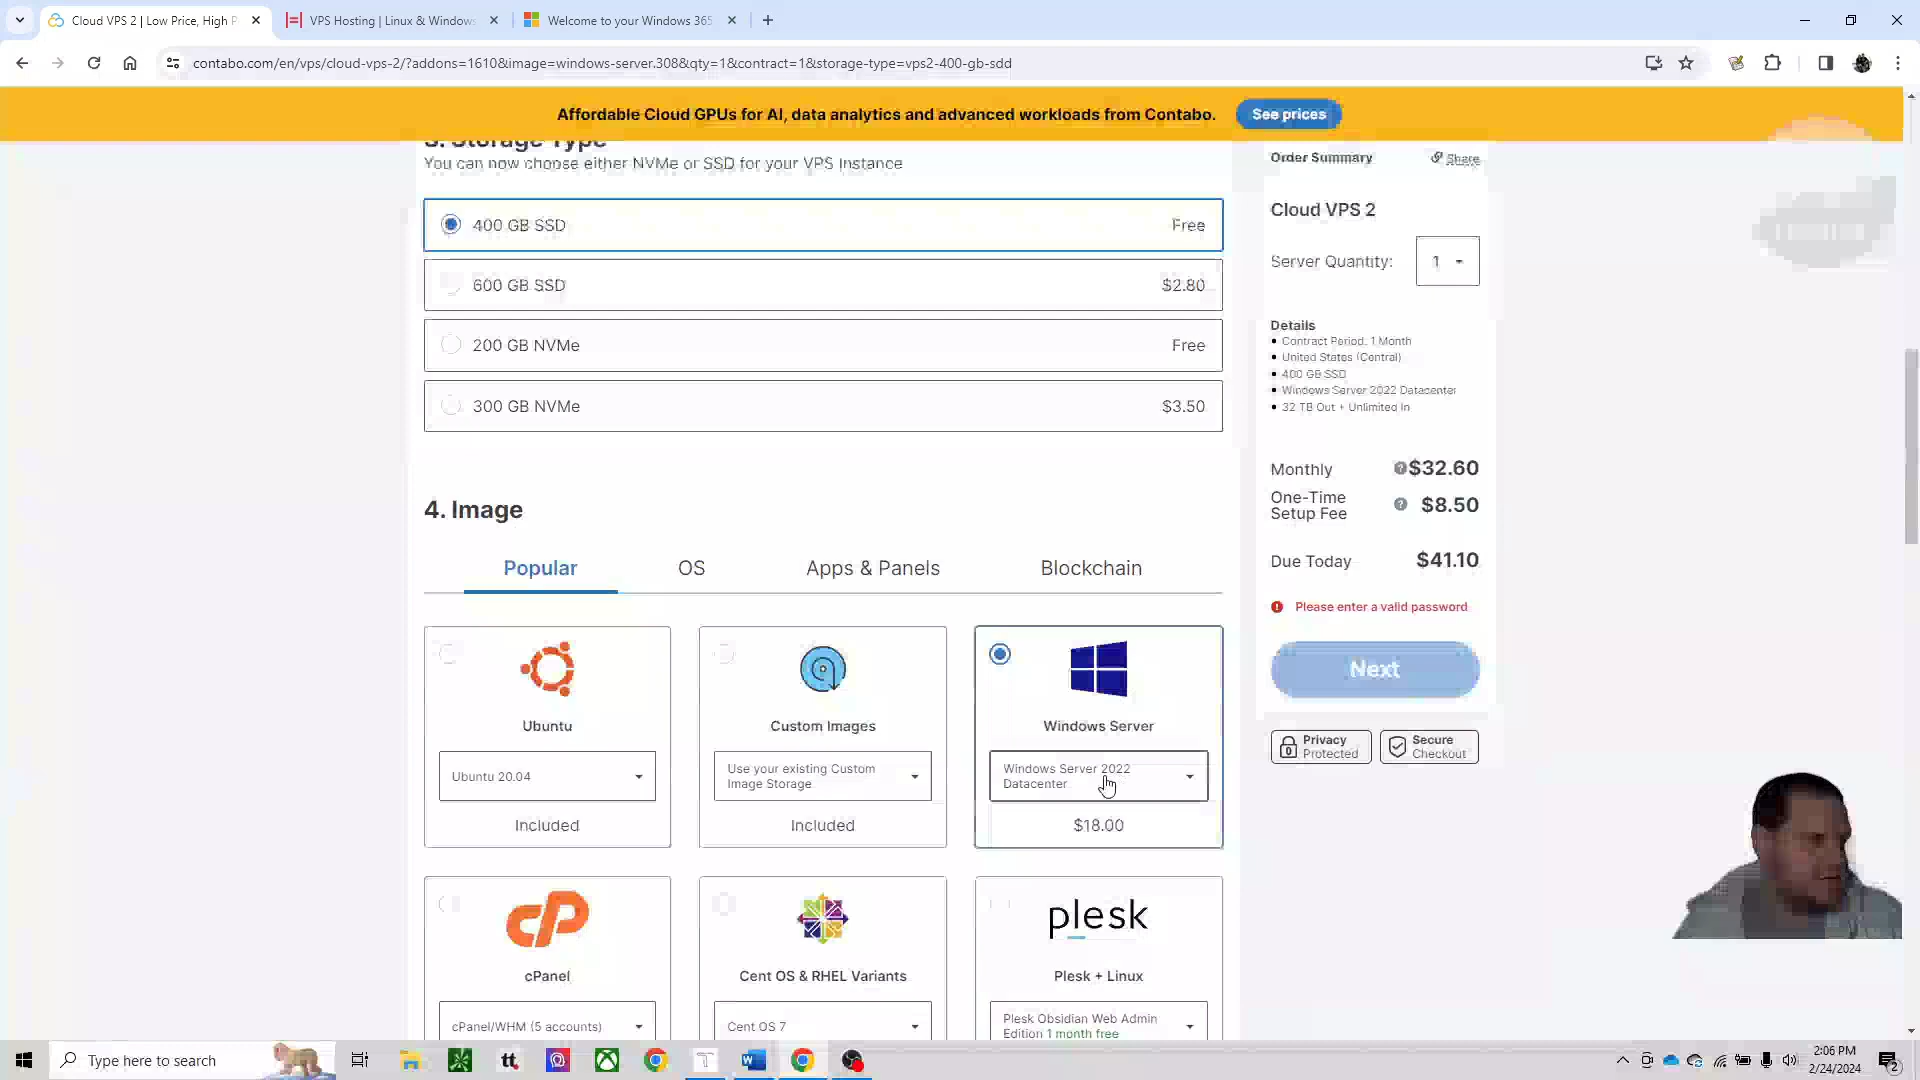 Cloud VPS 2 | Low Price, High P
VPS Hosting | Linux & Window
Welcome to your Windows 365
contabo.com/en/vps/cloud-vps-2/?addons=1610&image=windows-server.308&qty=1&contract=1&storage-type=vps2-400-gb-sdd
Affordable Cloud GPUs for AI, data analytics and advanced workloads from Contabo.
See prices
3. Storage Type
You can now choose either NVMe or SSD for your VPS Instance
400 GB SSD Free
600 GB SSD $2.80
200 GB NVMe Free
300 GB NVMe $3.50
4. Image
Popular OS Apps & Panels Blockchain
Ubuntu
Ubuntu 20.04
Included
Custom Images
Use your existing Custom
Image Storage
Included
Windows Server
Windows Server 2022
Datacenter
$18.00
cPanel
cPanel/WHM (5 accounts)
Cent OS & RHEL Variants
Cent OS 7
plesk
Plesk + Linux
Plesk Obsidian Web Admin
Edition 1 month free
Order Summary
Share
Cloud VPS 2
Server Quantity: 1
Details
Contract Period. 1 Month
United States (Central)
400 GB SSD
Windows Server 2022 Datacenter
32 TB Out + Unlimited In
Monthly $32.60
One-Time
Setup Fee $8.50
Due Today $41.10
Please enter a valid password
Next
Privacy
Protected
Secure
Checkout
Type here to search
2:06 PM
2/24/2024